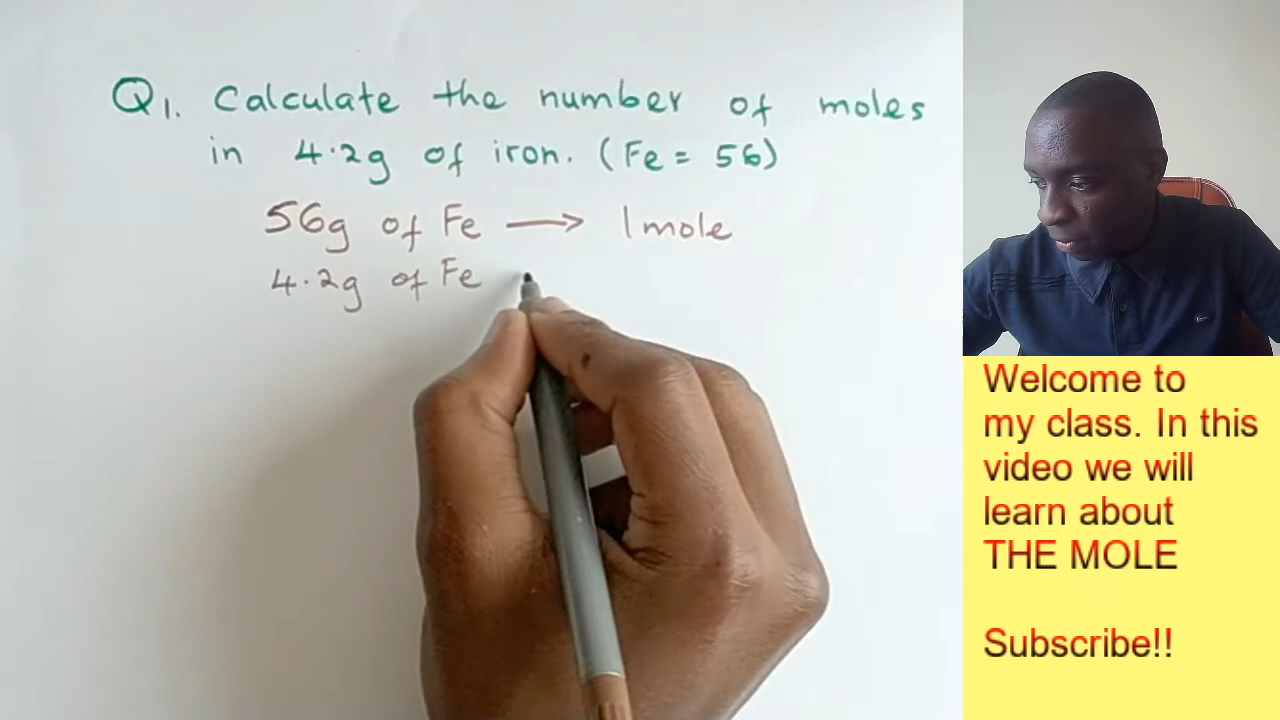 Q1. Calculate the number of moles
in 4.2g of iron. (Fe = 56)
56g of Fe → 1mole
4.2g of Fe
Welcome to
my class. In this
video we will
learn about
THE MOLE
Subscribe!!